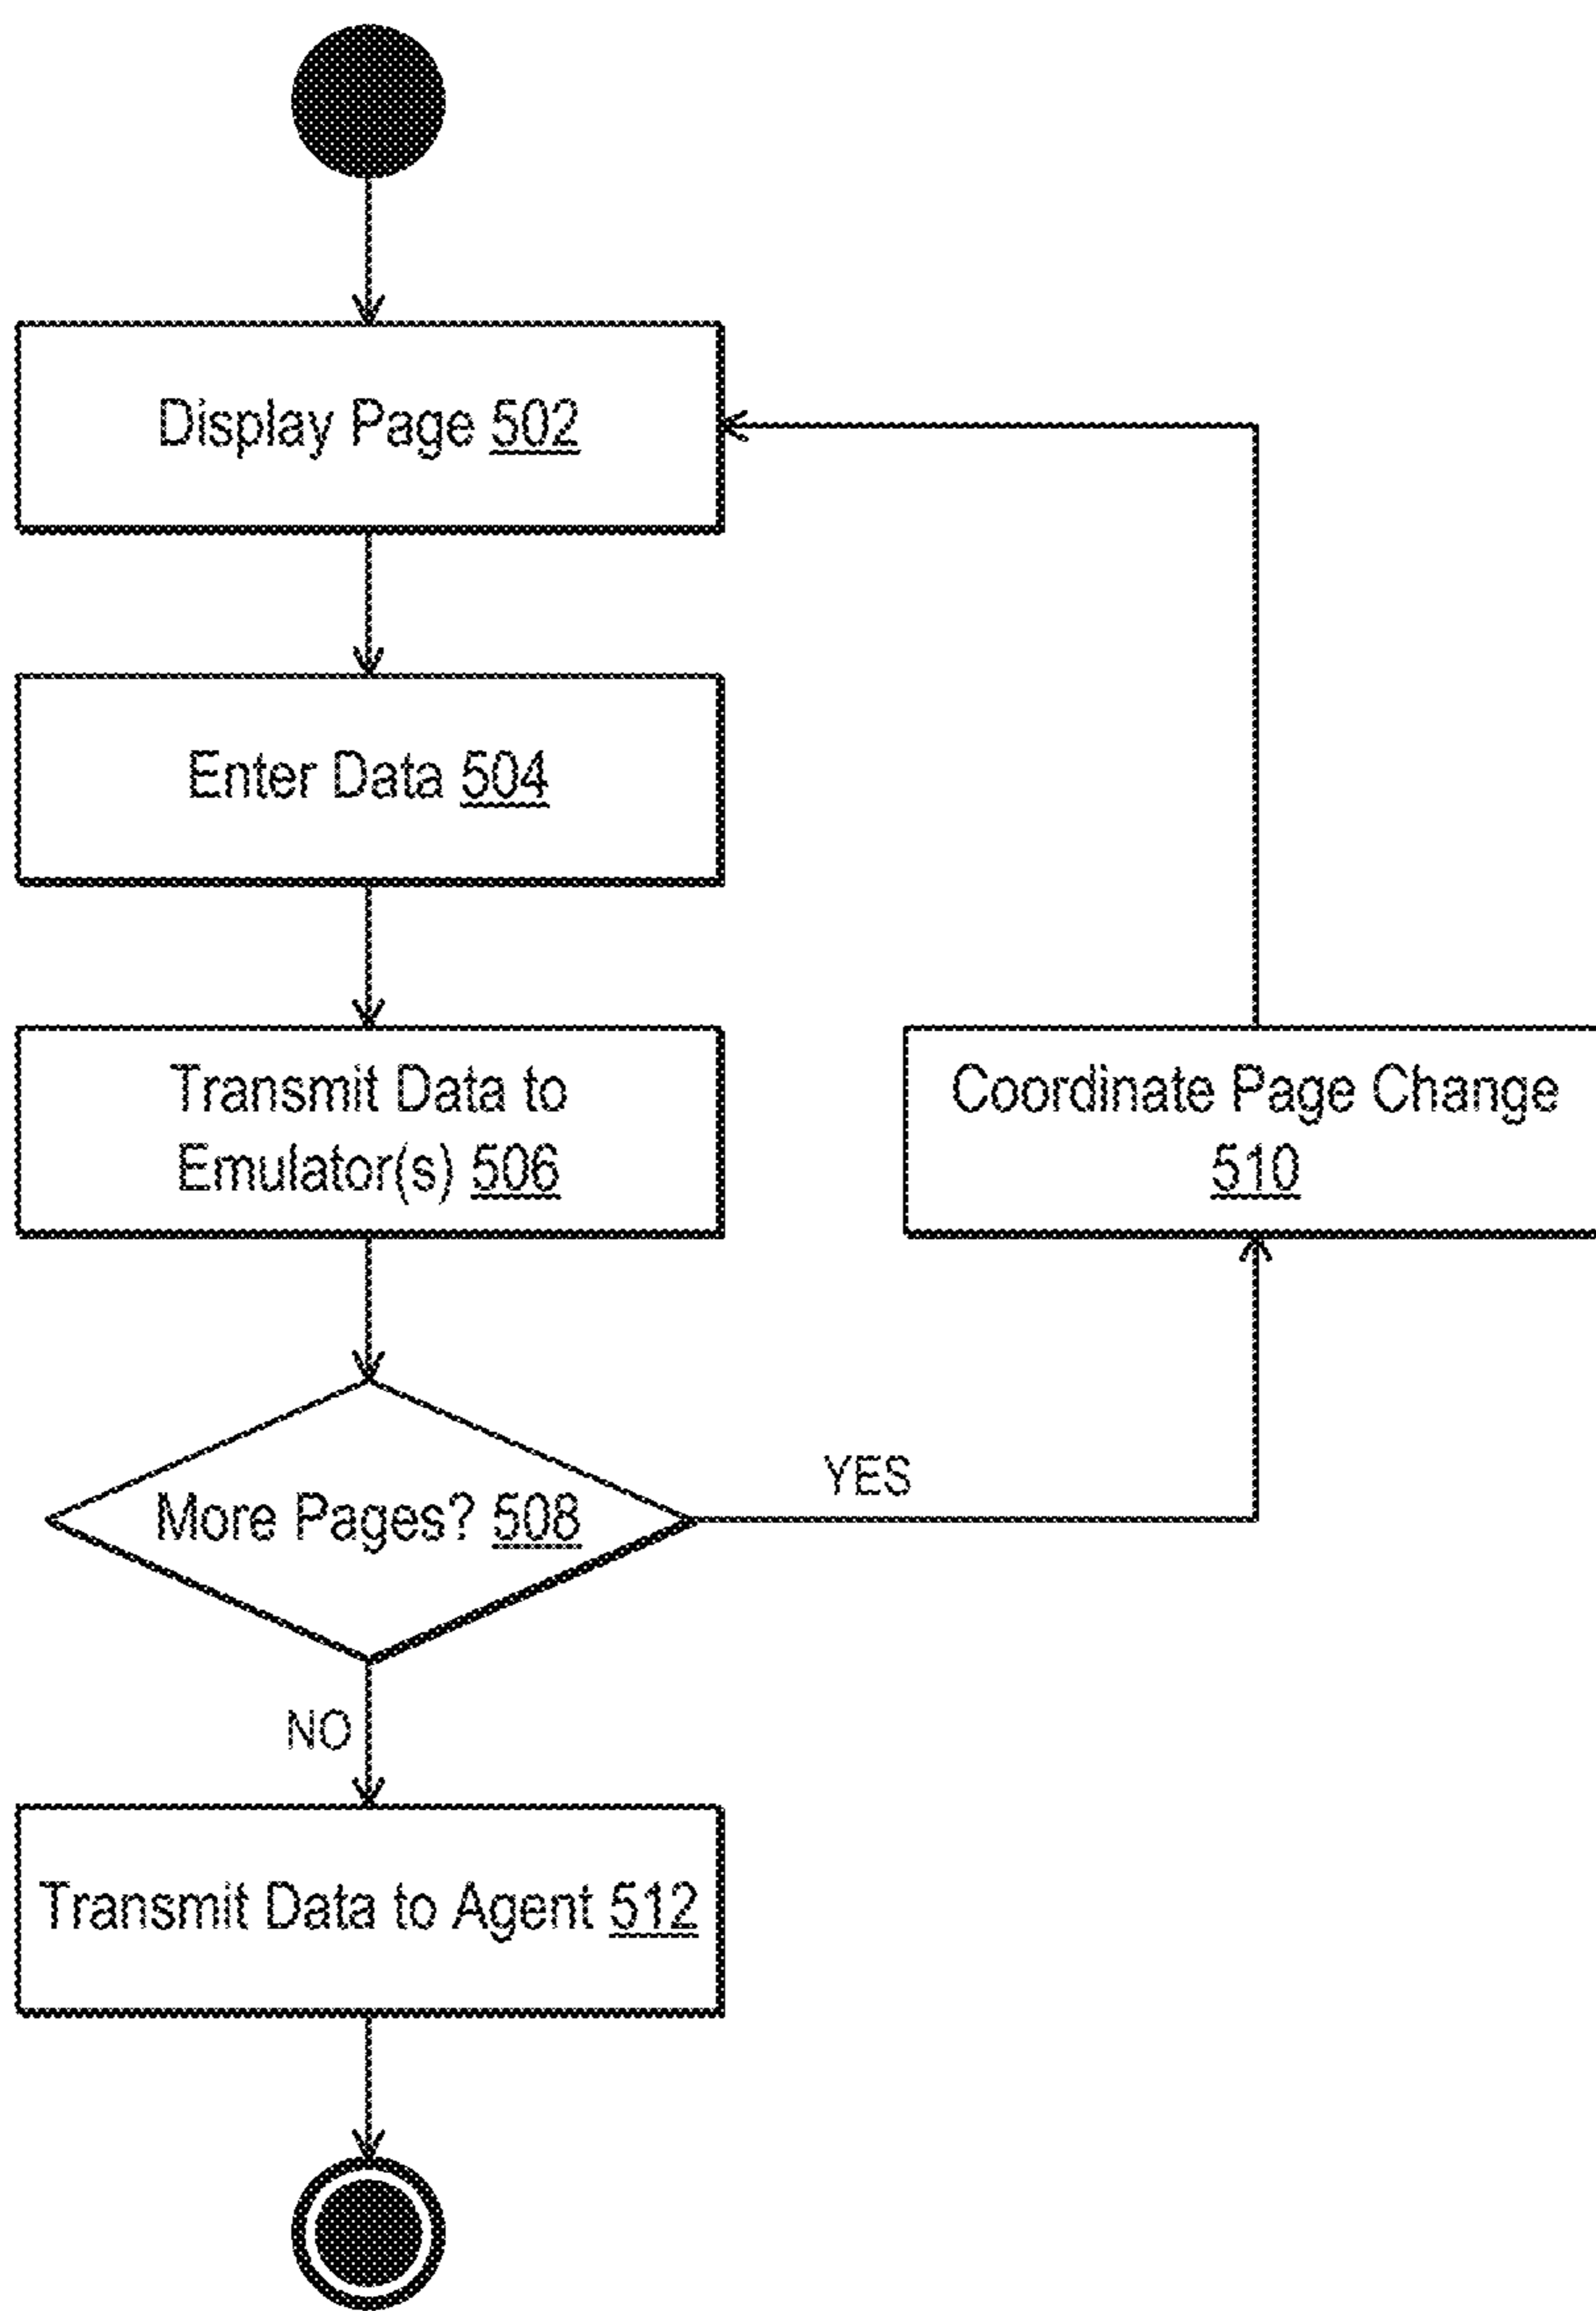 Display Page 502
Enter Data 504
Transmit Data to
Emulator(s) 506
Coordinate Page Change
510
More Pages? 508
YES
NO
Transmit Data to Agent 512